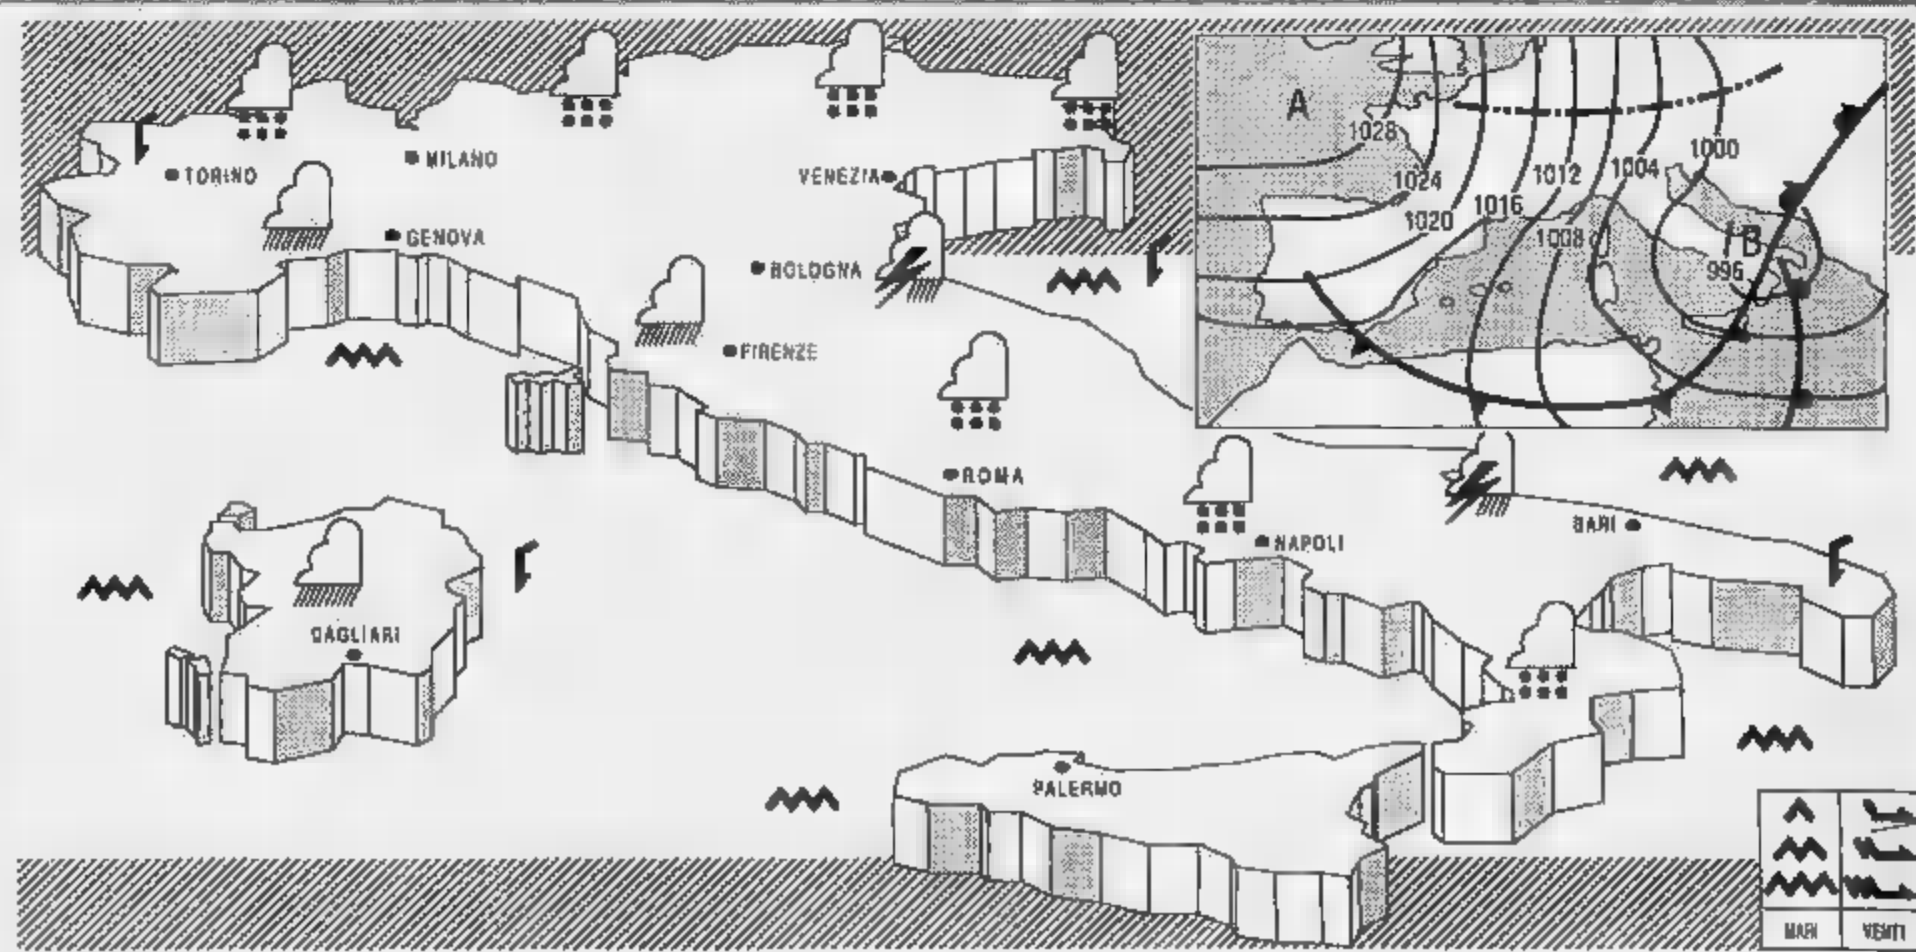 TORINO
MILANO
VENEZIA
GENOVA
BOLOGNA
FIRENZE
ROMA
NAPOLI
BARI
CAGLIARI
PALERMO
A
1028
1024
1020
1016
1012
1008
1004
1000
B
996
MARI
VENTI